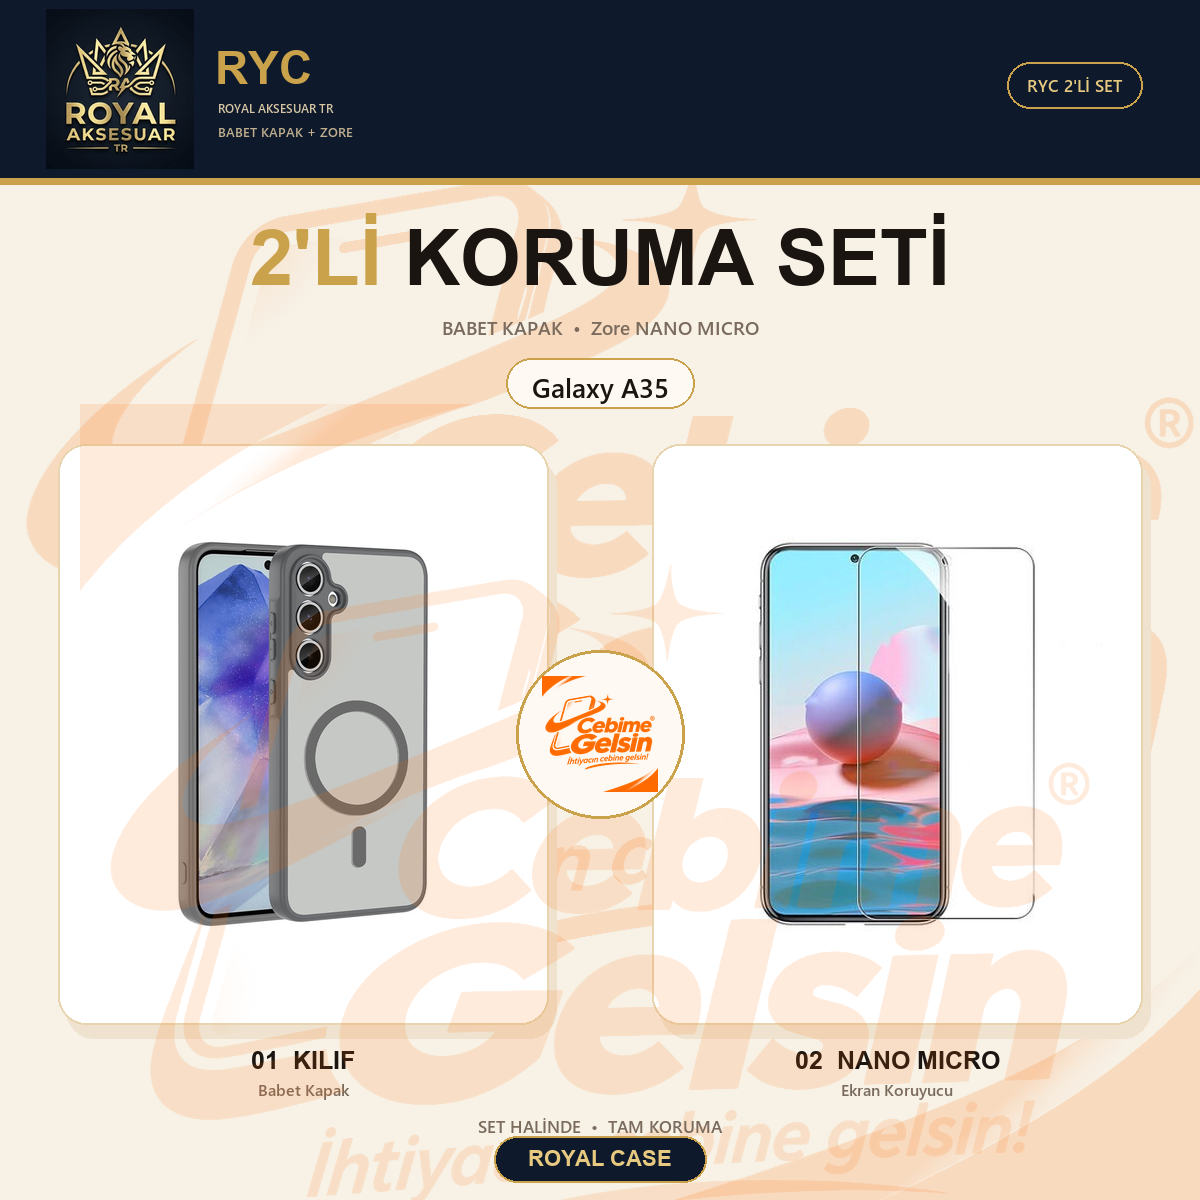 ROYAL
AKSESUAR
TR
RYC
ROYAL AKSESUAR TR
BABET KAPAK + ZORE
RYC 2'Lİ SET
2'Lİ KORUMA SETİ
BABET KAPAK • Zore NANO MICRO
Galaxy A35
Cebime
Gelsin
İhtiyacın cebine gelsin!
®
Cebime
Gelsin
®
01 KILIF
Babet Kapak
02 NANO MICRO
Ekran Koruyucu
SET HALİNDE • TAM KORUMA
ROYAL CASE